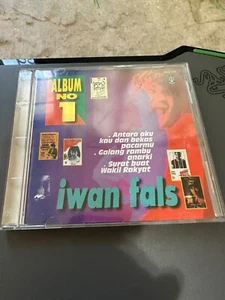 ALBUM
NO
1
. Antara aku
kau dan bekas
pacarmu
. Galang rambu
anarki
. Surat buat
Wakil Rakyat
iwan fals